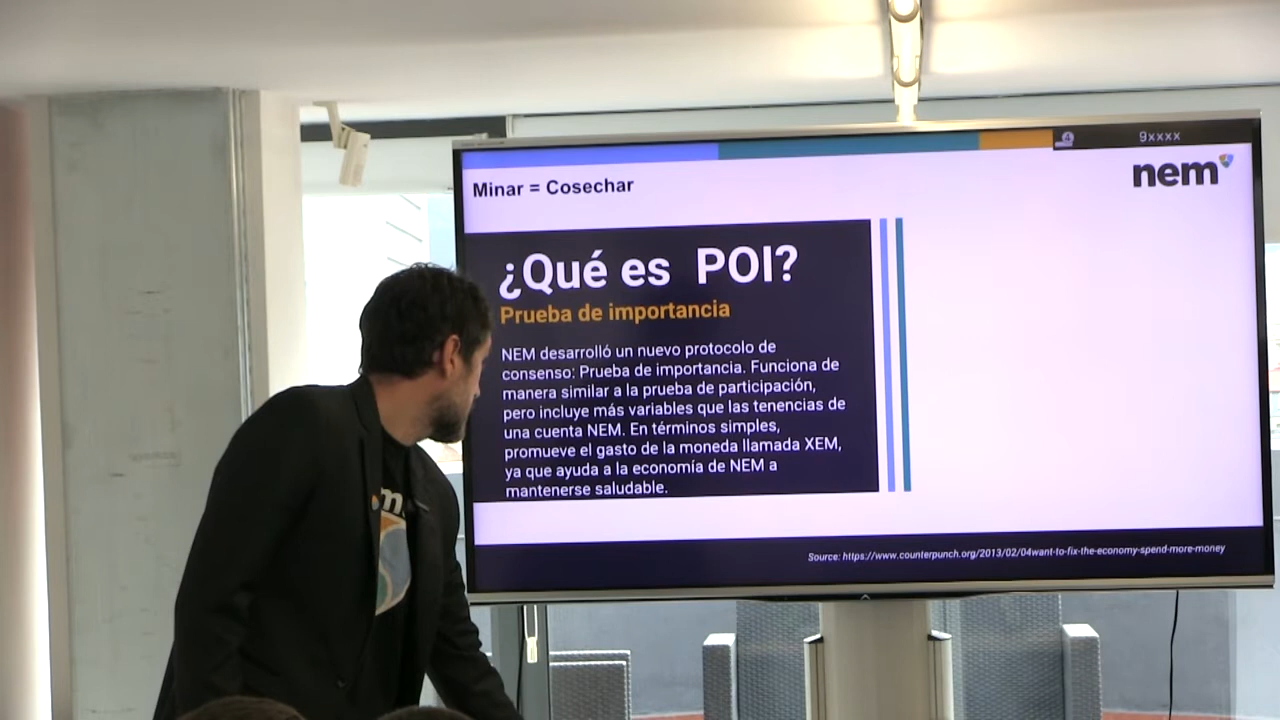 9xxxx
nem
Minar = Cosechar
¿Qué es POI?
Prueba de importancia
NEM desarrolló un nuevo protocolo de
consenso: Prueba de importancia. Funciona de
manera similar a la prueba de participación,
pero incluye más variables que las tenencias de
una cuenta NEM. En términos simples,
promueve el gasto de la moneda llamada XEM,
ya que ayuda a la economía de NEM a
mantenerse saludable.
Source: https://www.counterpunch.org/2013/02/04want-to-fix-the-economy-spend-more-money